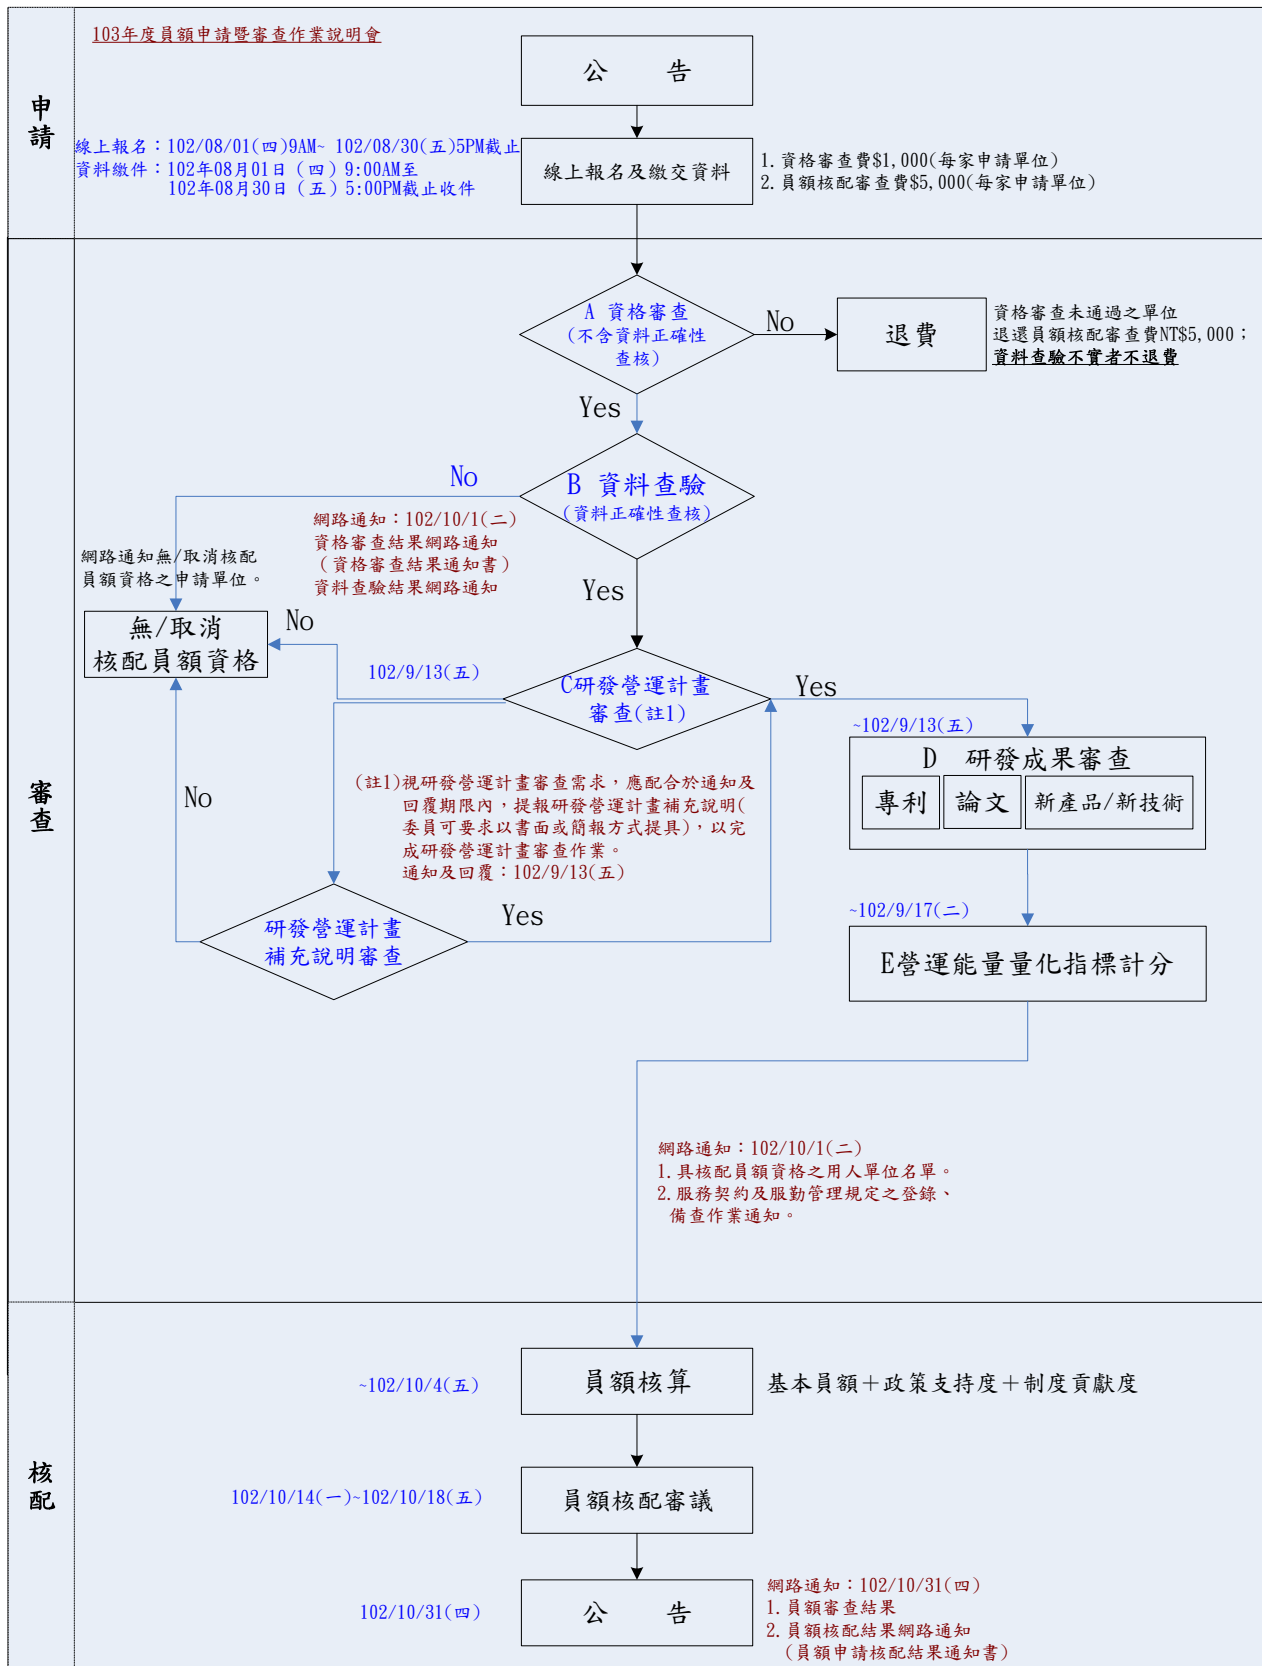 103年度員額申請暨審查作業說明會
公　　告
申請
線上報名：102/08/01(四)9AM~ 102/08/30(五)5PM截止
資料繳件：102年08月01日（四）9:00AM至
102年08月30日（五）5:00PM截止收件
線上報名及繳交資料
1.資格審查費$1,000(每家申請單位)
2.員額核配審查費$5,000(每家申請單位)
A 資格審查
(不含資料正確性
查核)
No
退費
資格審查未通過之單位
退還員額核配審查費NT$5,000；
資料查驗不實者不退費
Yes
B 資料查驗
(資料正確性查核)
No
網路通知：102/10/1(二)
資格審查結果網路通知
（資格審查結果通知書）
資料查驗結果網路通知
網路通知無/取消核配
員額資格之申請單位。
Yes
無/取消
核配員額資格
No
102/9/13(五)
C研發營運計畫
審查(註1)
Yes
~102/9/13(五)
D　研發成果審查
專利
論文
新產品/新技術
審查
No
(註1)視研發營運計畫審查需求，應配合於通知及
回覆期限內，提報研發營運計畫補充說明(
委員可要求以書面或簡報方式提具)，以完
成研發營運計畫審查作業。
通知及回覆：102/9/13(五)
研發營運計畫
補充說明審查
Yes
~102/9/17(二)
E營運能量量化指標計分
網路通知：102/10/1(二)
1.具核配員額資格之用人單位名單。
2.服務契約及服勤管理規定之登錄、
備查作業通知。
核配
~102/10/4(五)
員額核算
基本員額＋政策支持度＋制度貢獻度
102/10/14(一)~102/10/18(五)
員額核配審議
102/10/31(四)
公　　告
網路通知：102/10/31(四)
1.員額審查結果
2.員額核配結果網路通知
(員額申請核配結果通知書)